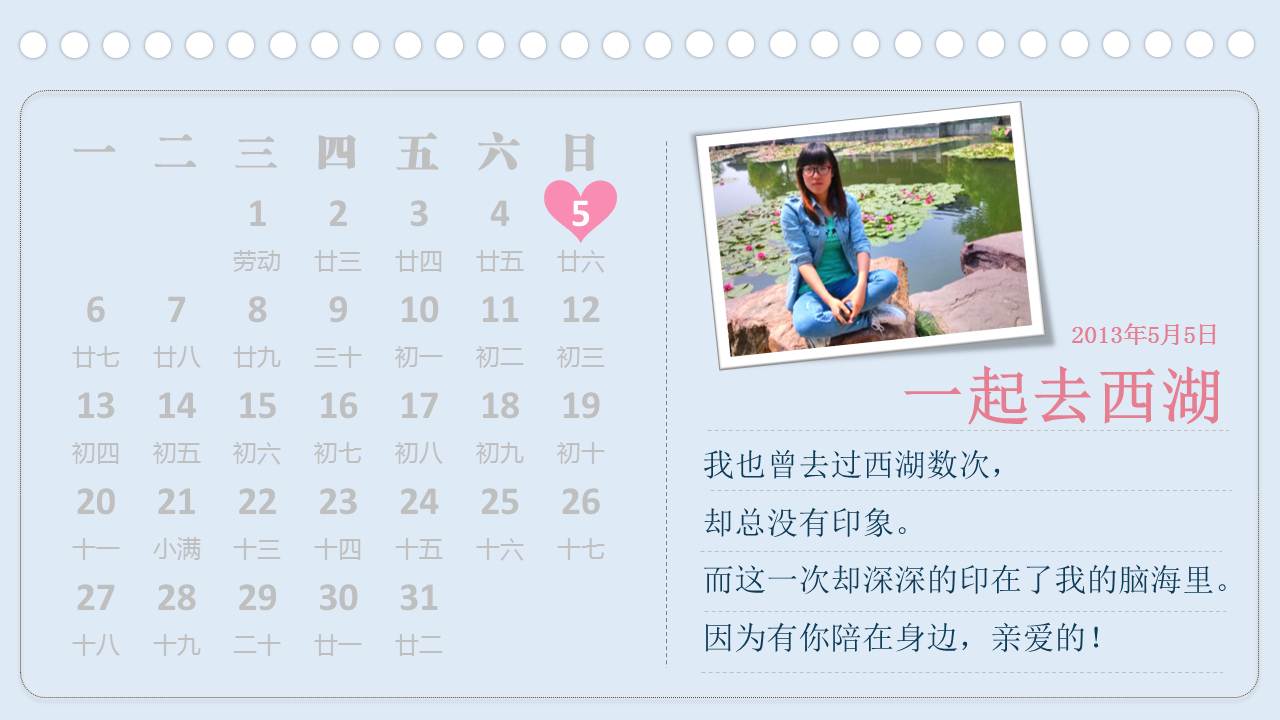 一 二 三 四 五 六 日
1 2 3 4 5
劳动 廿三 廿四 廿五 廿六
6 7 8 9 10 11 12
廿七 廿八 廿九 三十 初一 初二 初三
13 14 15 16 17 18 19
初四 初五 初六 初七 初八 初九 初十
20 21 22 23 24 25 26
十一 小满 十三 十四 十五 十六 十七
27 28 29 30 31
十八 十九 二十 廿一 廿二
2013年5月5日
一起去西湖
我也曾去过西湖数次，
却总没有印象。
而这一次却深深的印在了我的脑海里。
因为有你陪在身边，亲爱的！